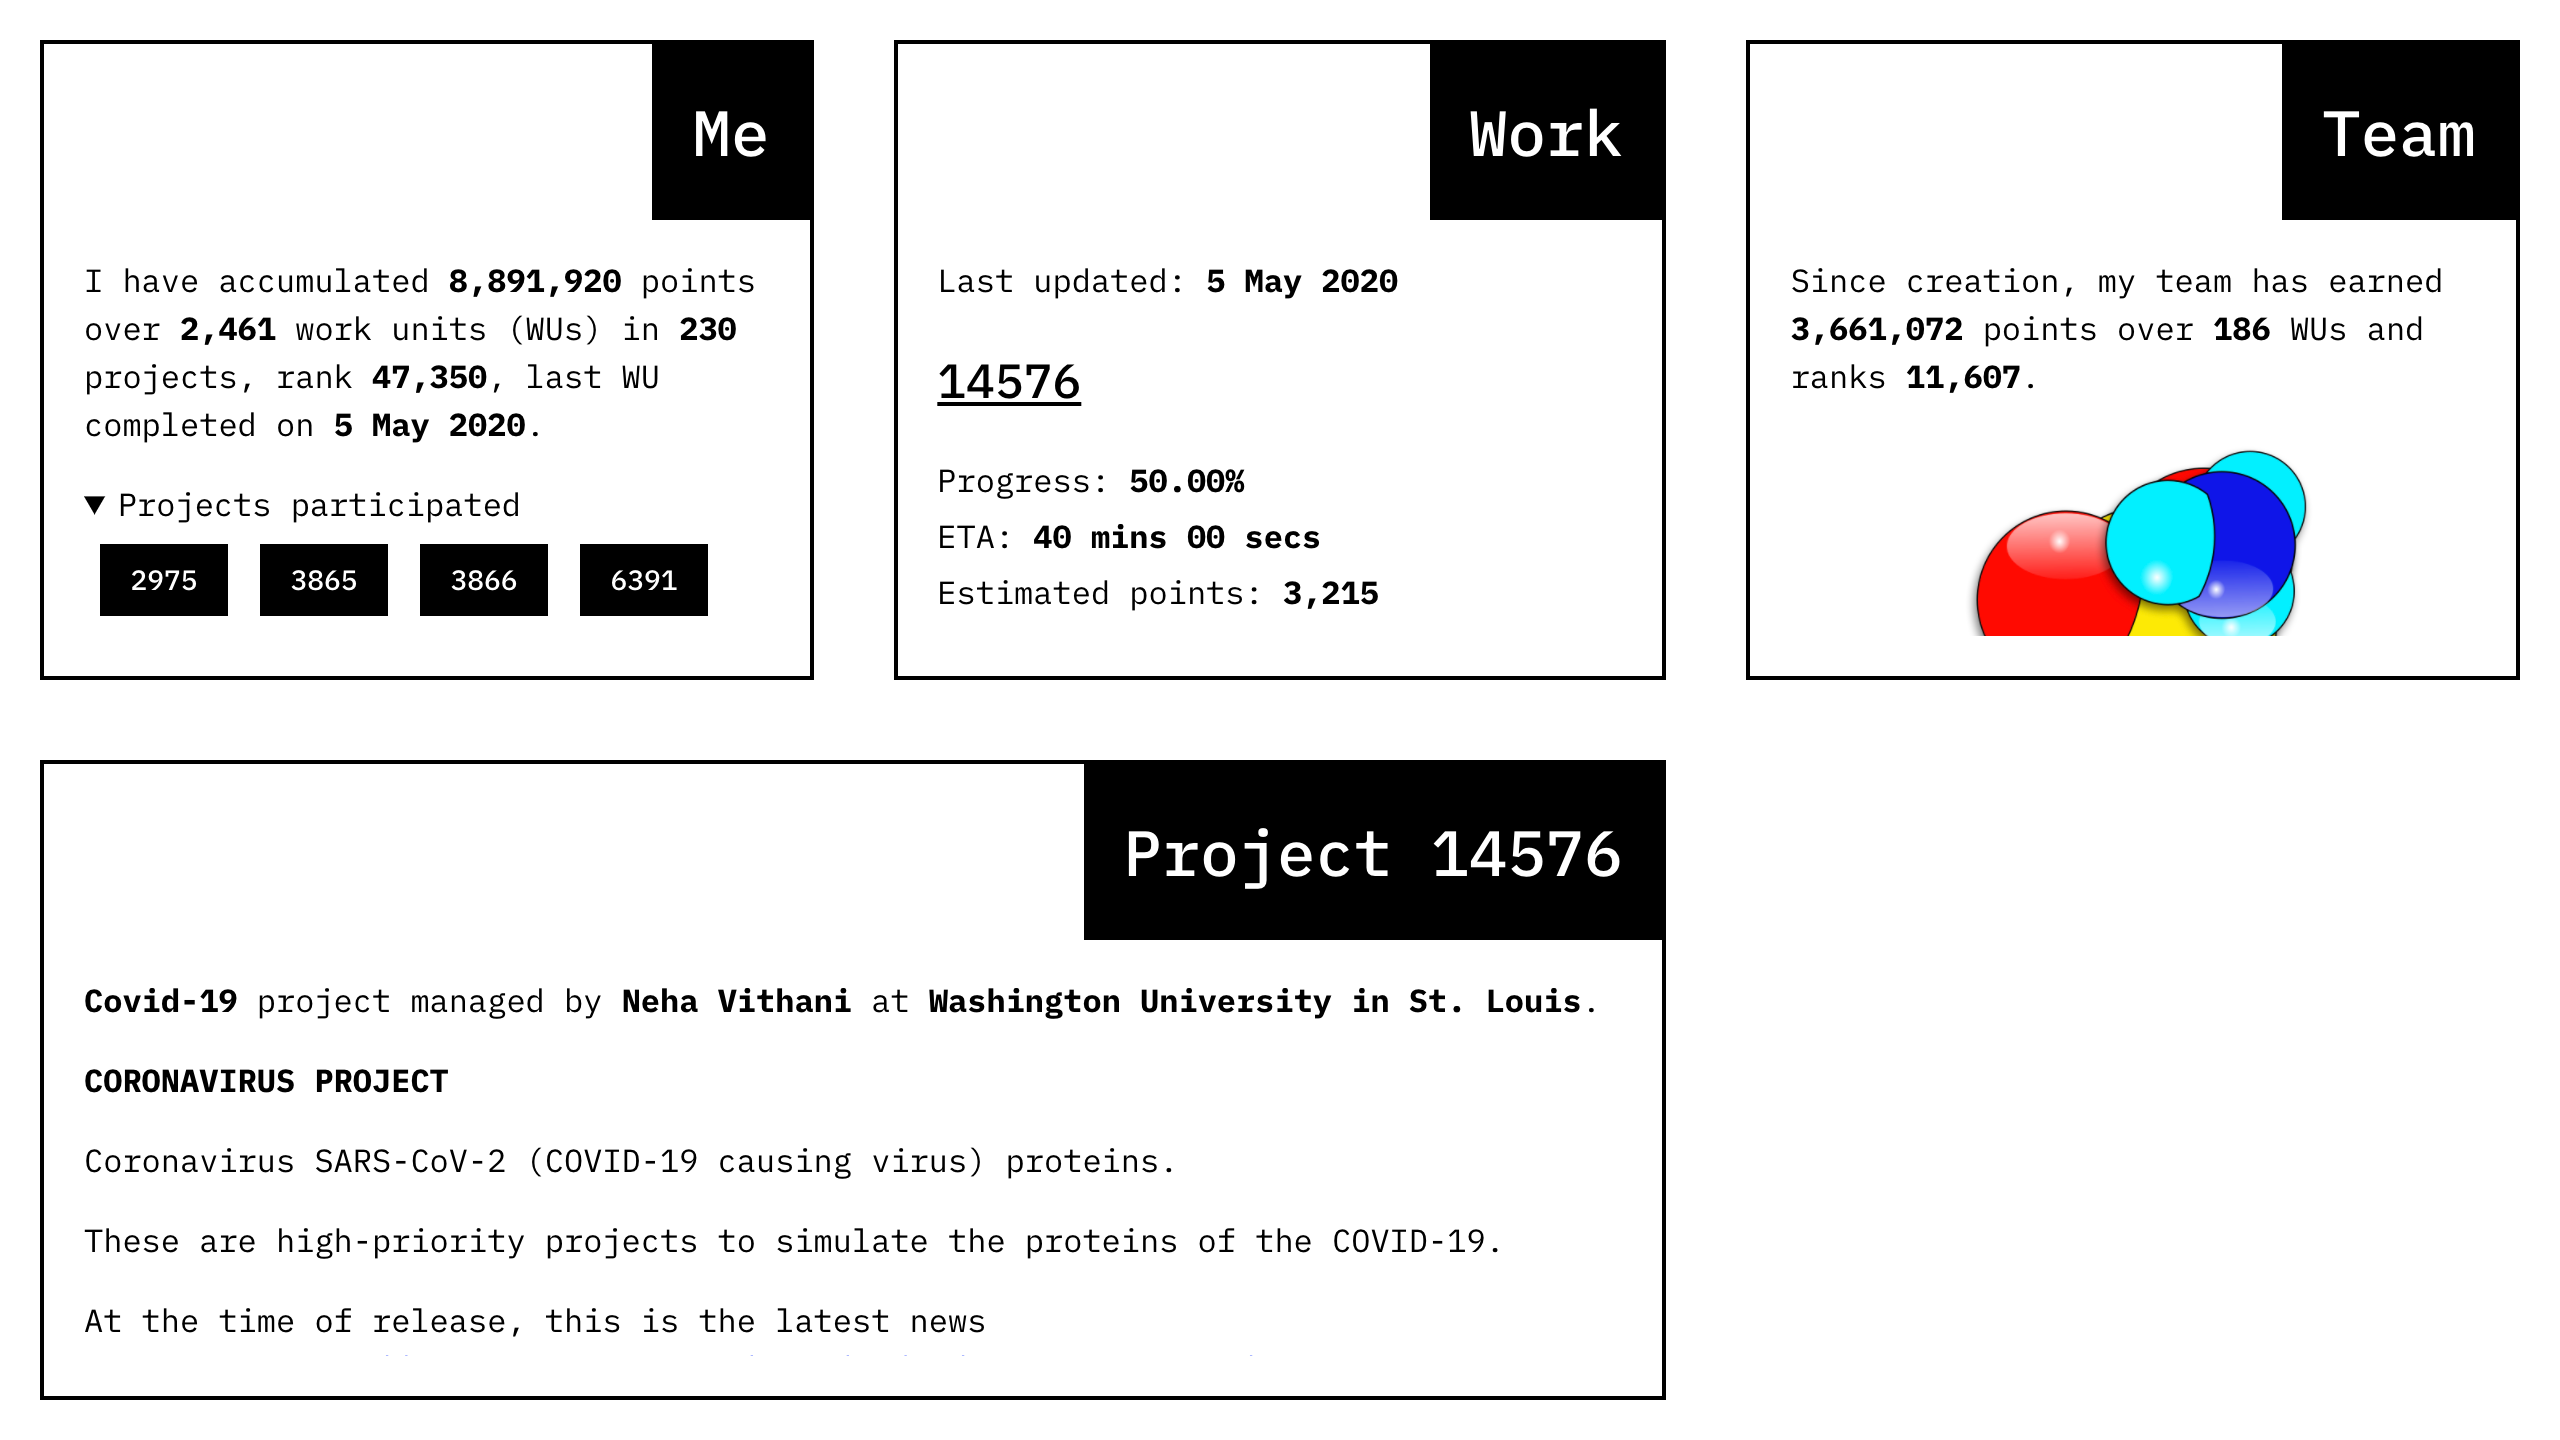 Me
I have accumulated 8,891,920 points
over 2,461 work units (WUs) in 230
projects, rank 47,350, last WU
completed on 5 May 2020.
▼ Projects participated
2975 3865 3866 6391
Work
Last updated: 5 May 2020
14576
Progress: 50.00%
ETA: 40 mins 00 secs
Estimated points: 3,215
Team
Since creation, my team has earned
3,661,072 points over 186 WUs and
ranks 11,607.
Project 14576
Covid-19 project managed by Neha Vithani at Washington University in St. Louis.
CORONAVIRUS PROJECT
Coronavirus SARS-CoV-2 (COVID-19 causing virus) proteins.
These are high-priority projects to simulate the proteins of the COVID-19.
At the time of release, this is the latest news